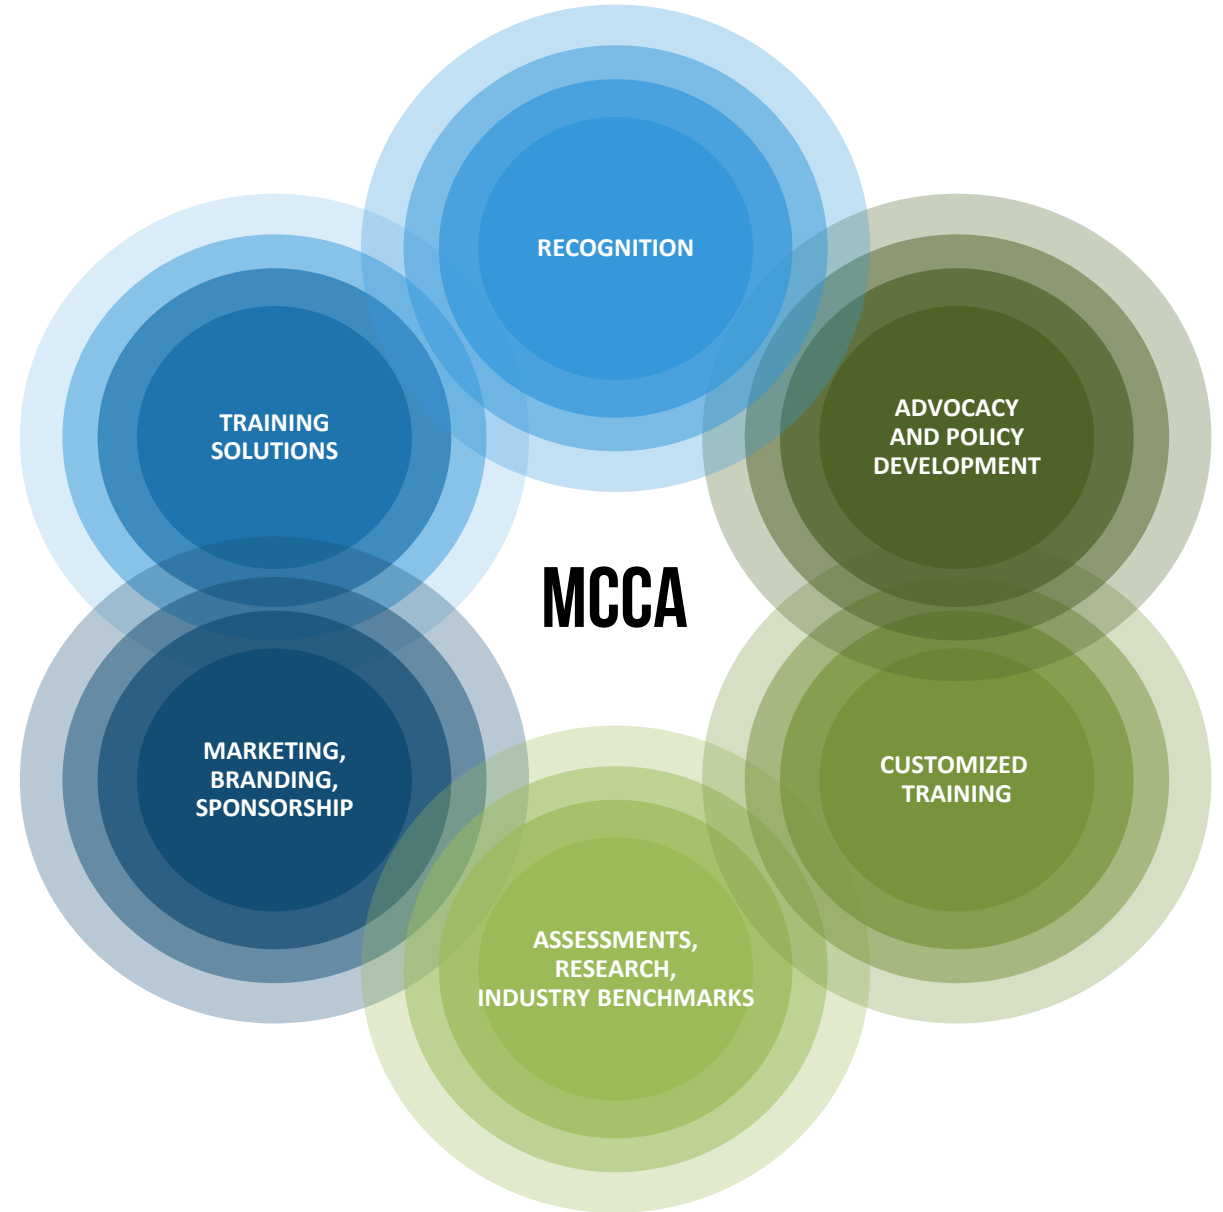 RECOGNITION
ADVOCACY
AND POLICY
DEVELOPMENT
TRAINING
SOLUTIONS
MCCA
MARKETING,
BRANDING,
SPONSORSHIP
CUSTOMIZED
TRAINING
ASSESSMENTS,
RESEARCH,
INDUSTRY BENCHMARKS